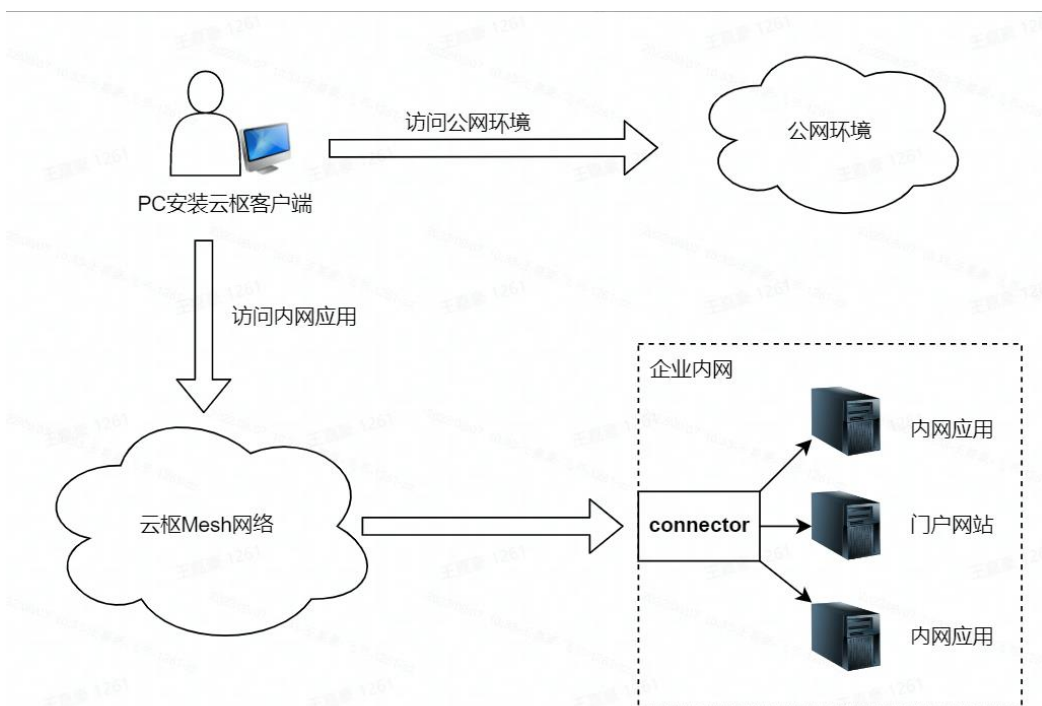 访问公网环境
公网环境
PC安装云枢客户端
访问内网应用
企业内网
内网应用
云枢Mesh网络
connector
门户网站
内网应用